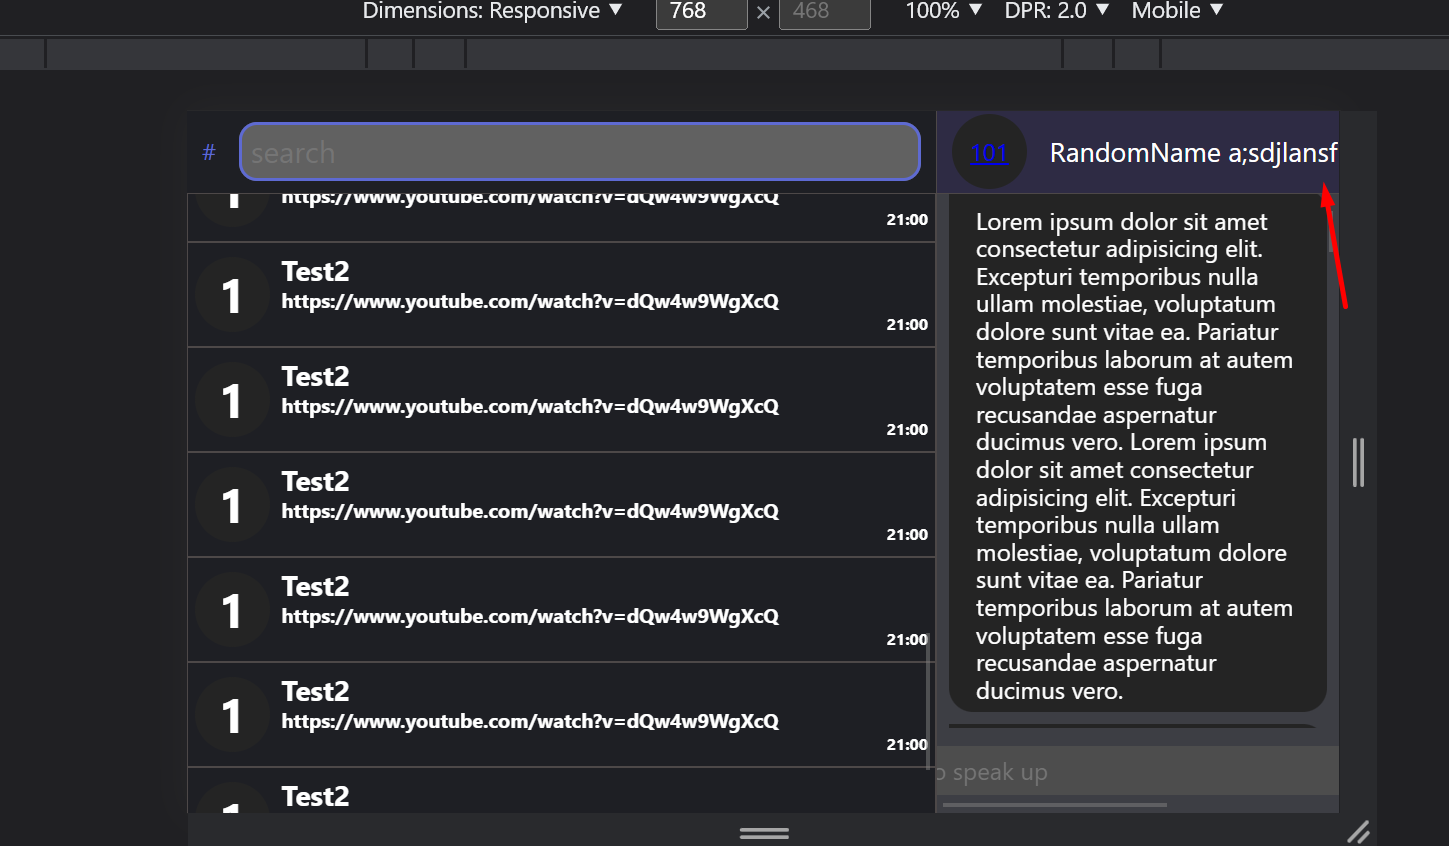 Dimensions: Responsive ▼ 768 × 468 100% ▼ DPR: 2.0 ▼ Mobile ▼
# search
101 RandomName a;sdjlansf
https://www.youtube.com/watch?v=dQw4w9WgXcQ
21:00
1 Test2
https://www.youtube.com/watch?v=dQw4w9WgXcQ
21:00
1 Test2
https://www.youtube.com/watch?v=dQw4w9WgXcQ
21:00
1 Test2
https://www.youtube.com/watch?v=dQw4w9WgXcQ
21:00
1 Test2
https://www.youtube.com/watch?v=dQw4w9WgXcQ
21:00
1 Test2
https://www.youtube.com/watch?v=dQw4w9WgXcQ
21:00
Test2
Lorem ipsum dolor sit amet
consectetur adipisicing elit.
Excepturi temporibus nulla
ullam molestiae, voluptatum
dolore sunt vitae ea. Pariatur
temporibus laborum at autem
voluptatem esse fuga
recusandae aspernatur
ducimus vero. Lorem ipsum
dolor sit amet consectetur
adipisicing elit. Excepturi
temporibus nulla ullam
molestiae, voluptatum dolore
sunt vitae ea. Pariatur
temporibus laborum at autem
voluptatem esse fuga
recusandae aspernatur
ducimus vero.
speak up